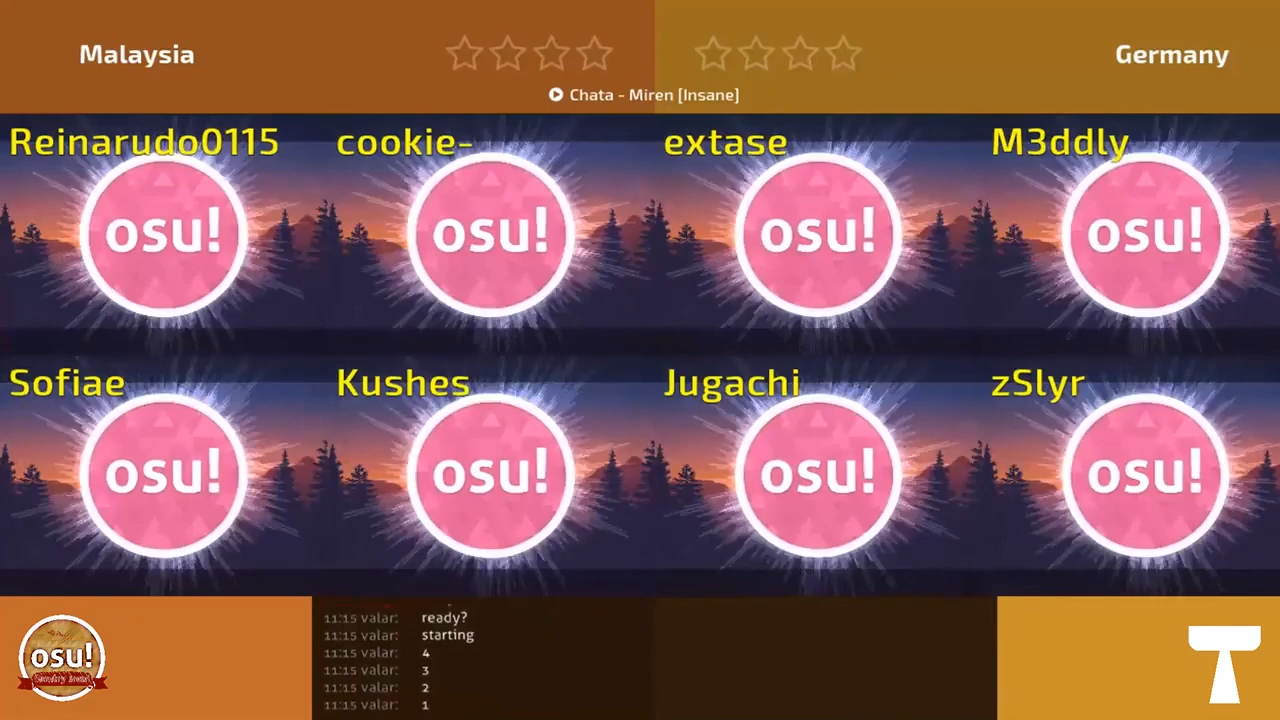 Malaysia
Germany
Chata - Miren [Insane]
Reinarudo0115
cookie-
extase
M3ddly
osu!
osu!
osu!
osu!
Sofiae
Kushes
Jugachi
zSlyr
osu!
osu!
osu!
osu!
11:15 valar: ready?
11:15 valar: starting
11:15 valar: 4
11:15 valar: 3
11:15 valar: 2
11:15 valar: 1
osu!
T